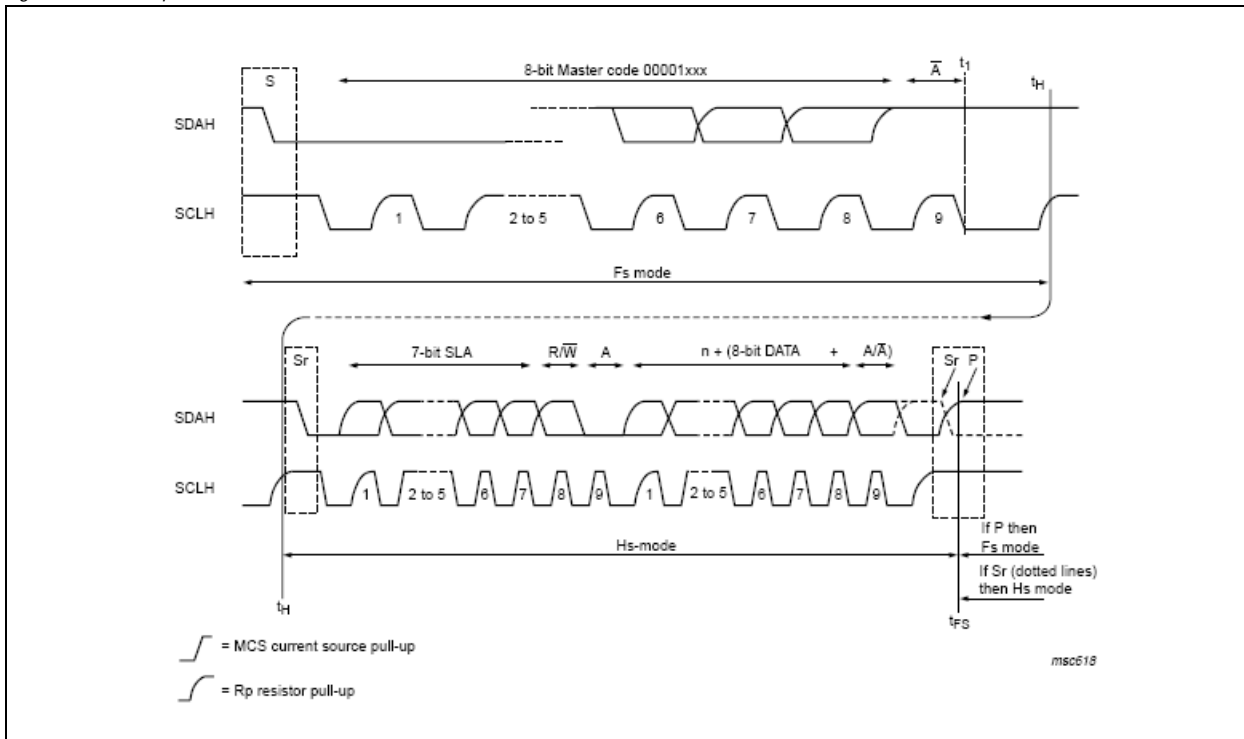 8-bit Master code 00001xxx
A̅
t1
S
tH
SDAH
SCLH
1
2 to 5
6
7
8
9
Fs mode
7-bit SLA
R/W̅
A
n + (8-bit DATA + A/A̅)
Sr
Sr P
SDAH
SCLH
1
2 to 5
6
7
8
9
1
2 to 5
6
7
8
9
Hs-mode
If P then
Fs mode
If Sr (dotted lines)
then Hs mode
tH
tFS
= MCS current source pull-up
= Rp resistor pull-up
msc618